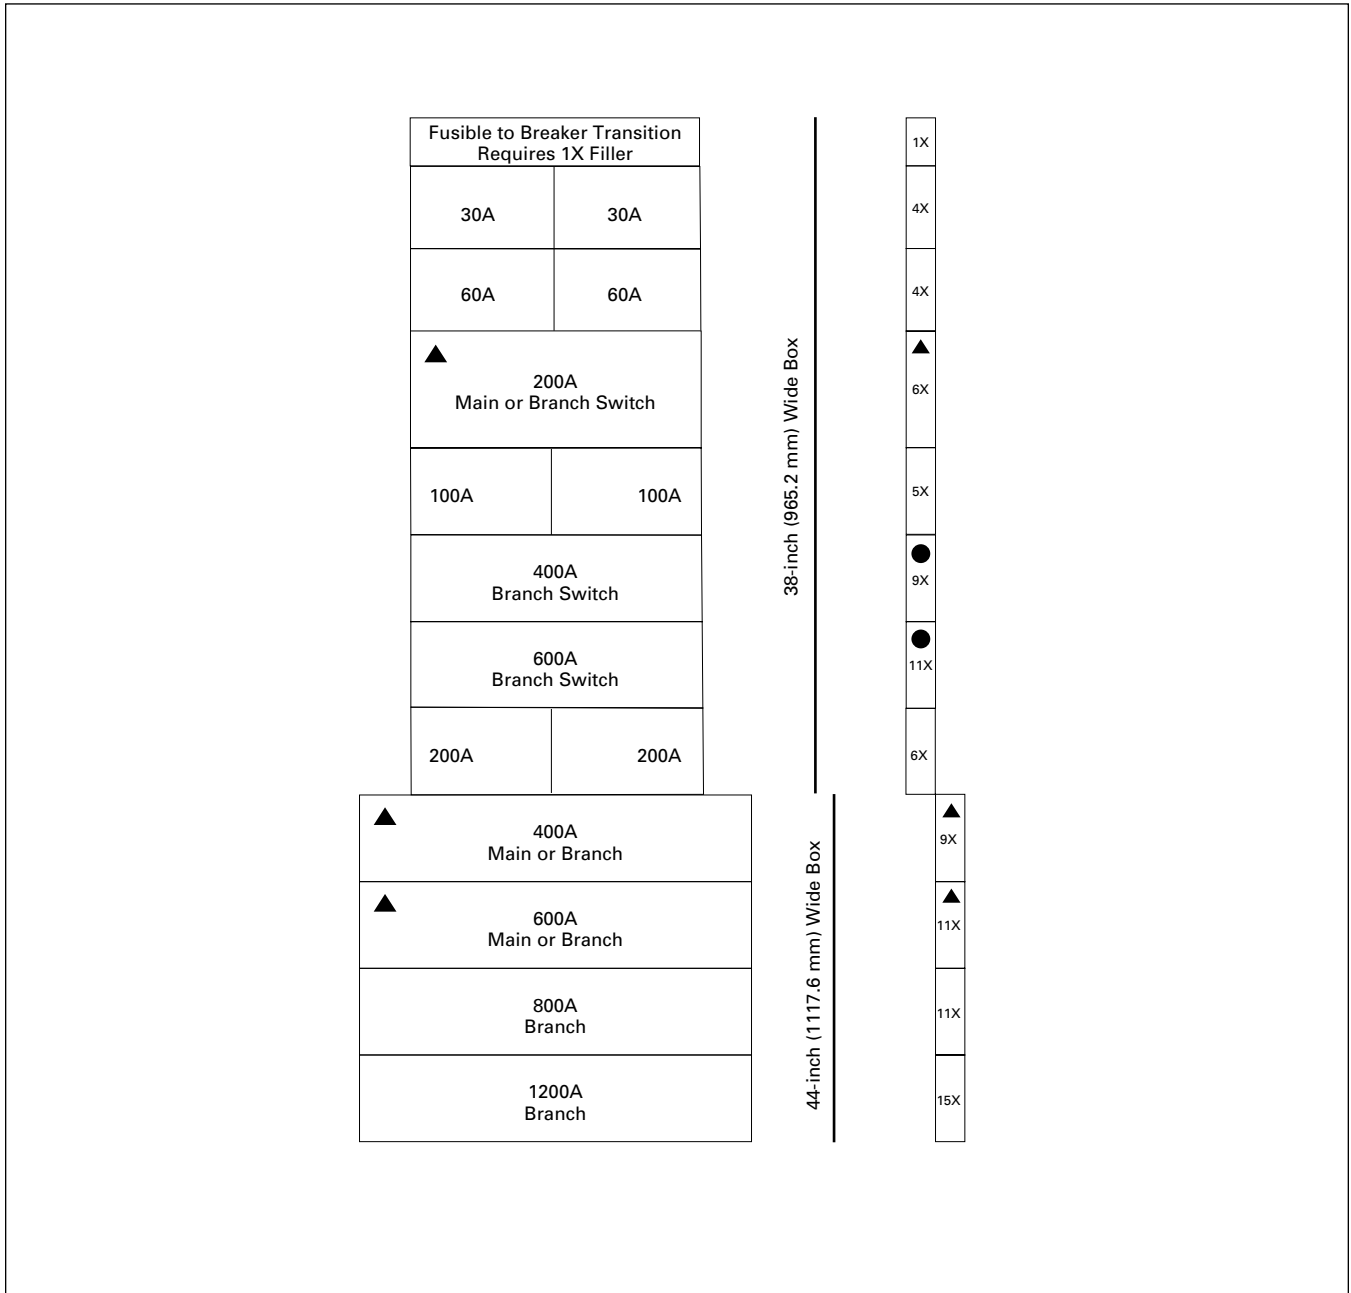 Fusible to Breaker Transition
Requires 1X Filler
1X
30A 30A
4X
60A 60A
4X
200A
Main or Branch Switch
6X
100A 100A
5X
400A
Branch Switch
9X
600A
Branch Switch
11X
200A 200A
6X
38-inch (965.2 mm) Wide Box
400A
Main or Branch
9X
600A
Main or Branch
11X
800A
Branch
11X
1200A
Branch
15X
44-inch (1117.6 mm) Wide Box